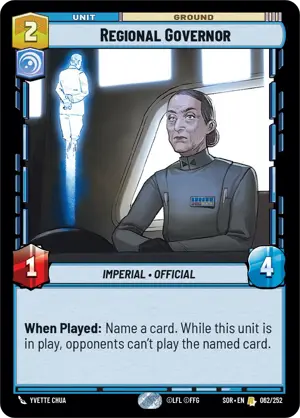 UNIT GROUND
2 REGIONAL GOVERNOR
1 IMPERIAL • OFFICIAL 4
When Played: Name a card. While this unit is
in play, opponents can't play the named card.
YVETTE CHUA ©LFL ©FFG SOR • EN R 062/252